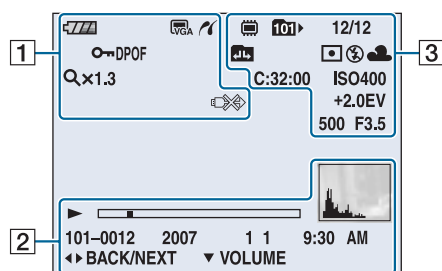 1
VGA
101
12/12
3
DPOF
×1.3
C:32:00
ISO400
+2.0EV
500 F3.5
2
101–0012 2007 1 1 9:30 AM
BACK/NEXT VOLUME